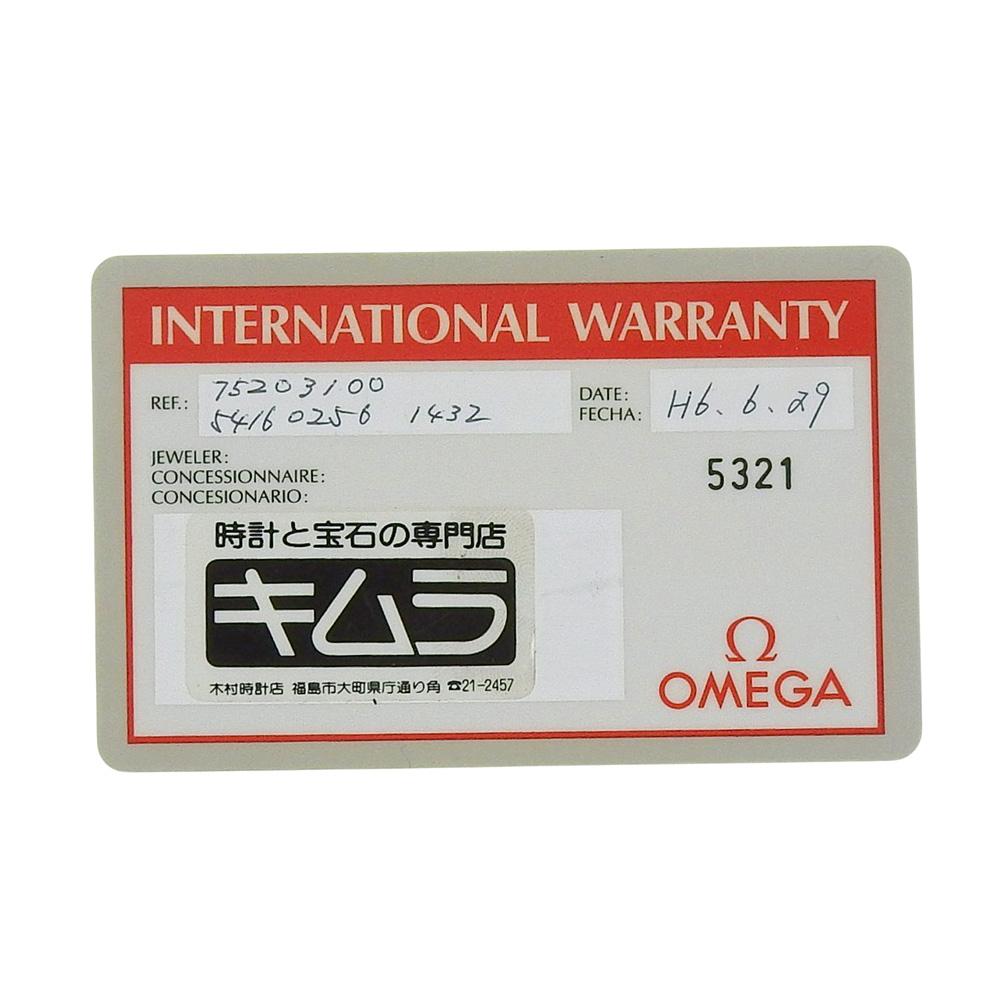 INTERNATIONAL WARRANTY
REF.: 75203100
54160256 1432
DATE:
FECHA: H6.6.29
JEWELER:
CONCESSIONNAIRE:
CONCESIONARIO:
5321
時計と宝石の専門店
キムラ
木村時計店 福島市大町県庁通り角 ☎21-2457
Ω
OMEGA